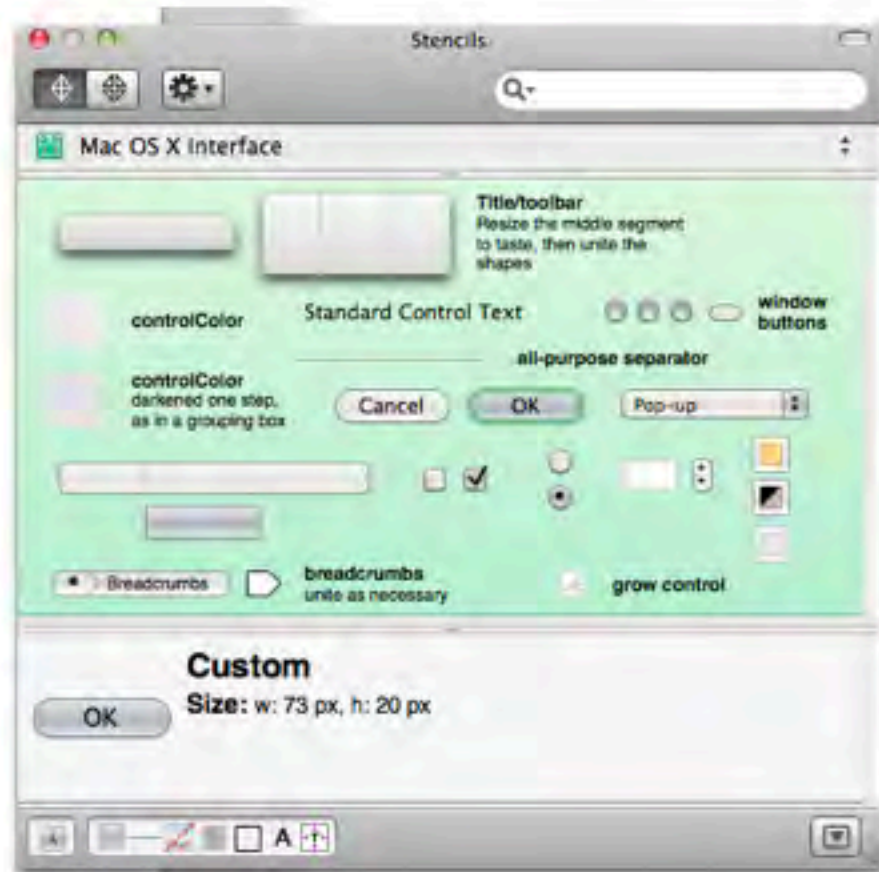 Stencils
Mac OS X Interface
Title/toolbar
Resize the middle segment
to taste, then unite the
shapes
controlColor
Standard Control Text
window
buttons
all-purpose separator
controlColor
darkened one step,
as in a grouping box
Cancel
OK
Pop-up
Breadcrumbs
breadcrumbs
unite as necessary
grow control
Custom
OK
Size: w: 73 px, h: 20 px
A